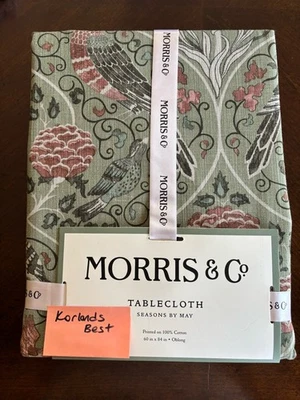 MORRIS & Co
MORRIS & Co
MORRIS & Co
MORRIS & Co.
TABLECLOTH
SEASONS BY MAY
Printed on 100% Cotton
60 in x 84 in • Oblong
Korlands
Best
S & Co